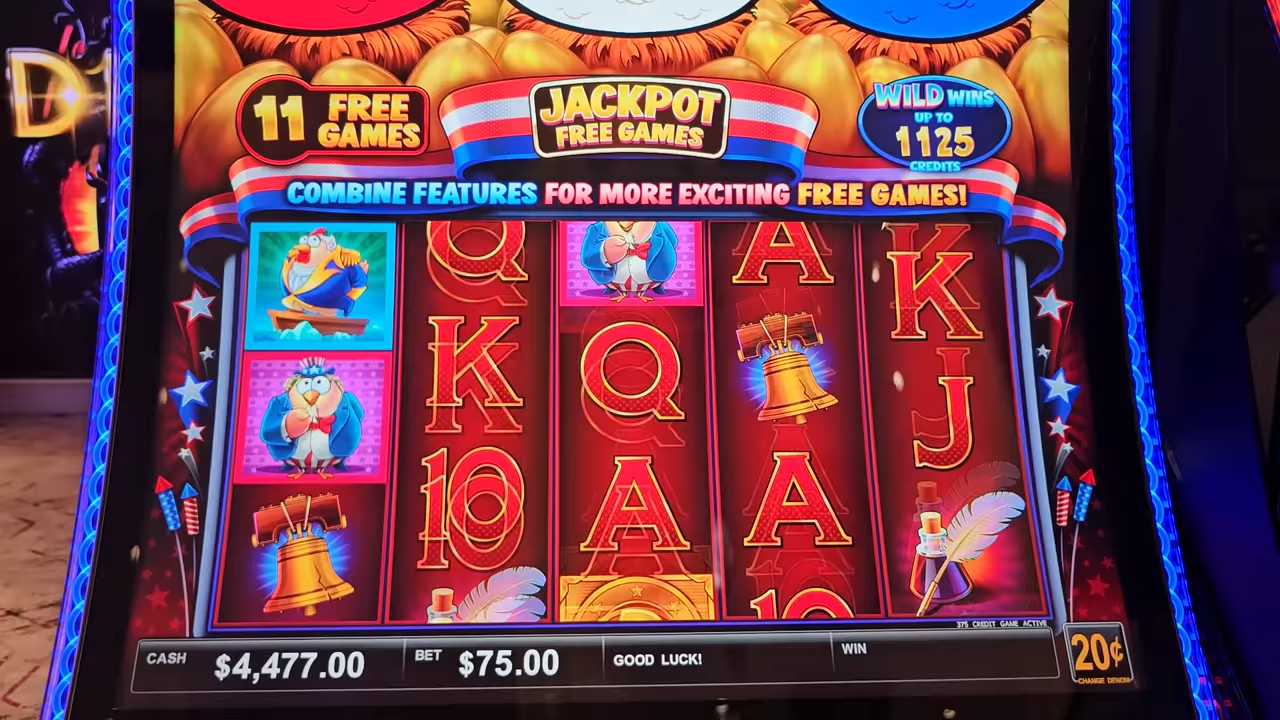 D
11 FREE GAMES
JACKPOT
FREE GAMES
WILD WINS
UP TO
1125
CREDITS
COMBINE FEATURES FOR MORE EXCITING FREE GAMES!
Q
A
K
K
Q
J
10
A
A
10
375 CREDIT GAME ACTIVE
CASH $4,477.00
BET $75.00
GOOD LUCK!
WIN
20¢
CHANGE DENOM